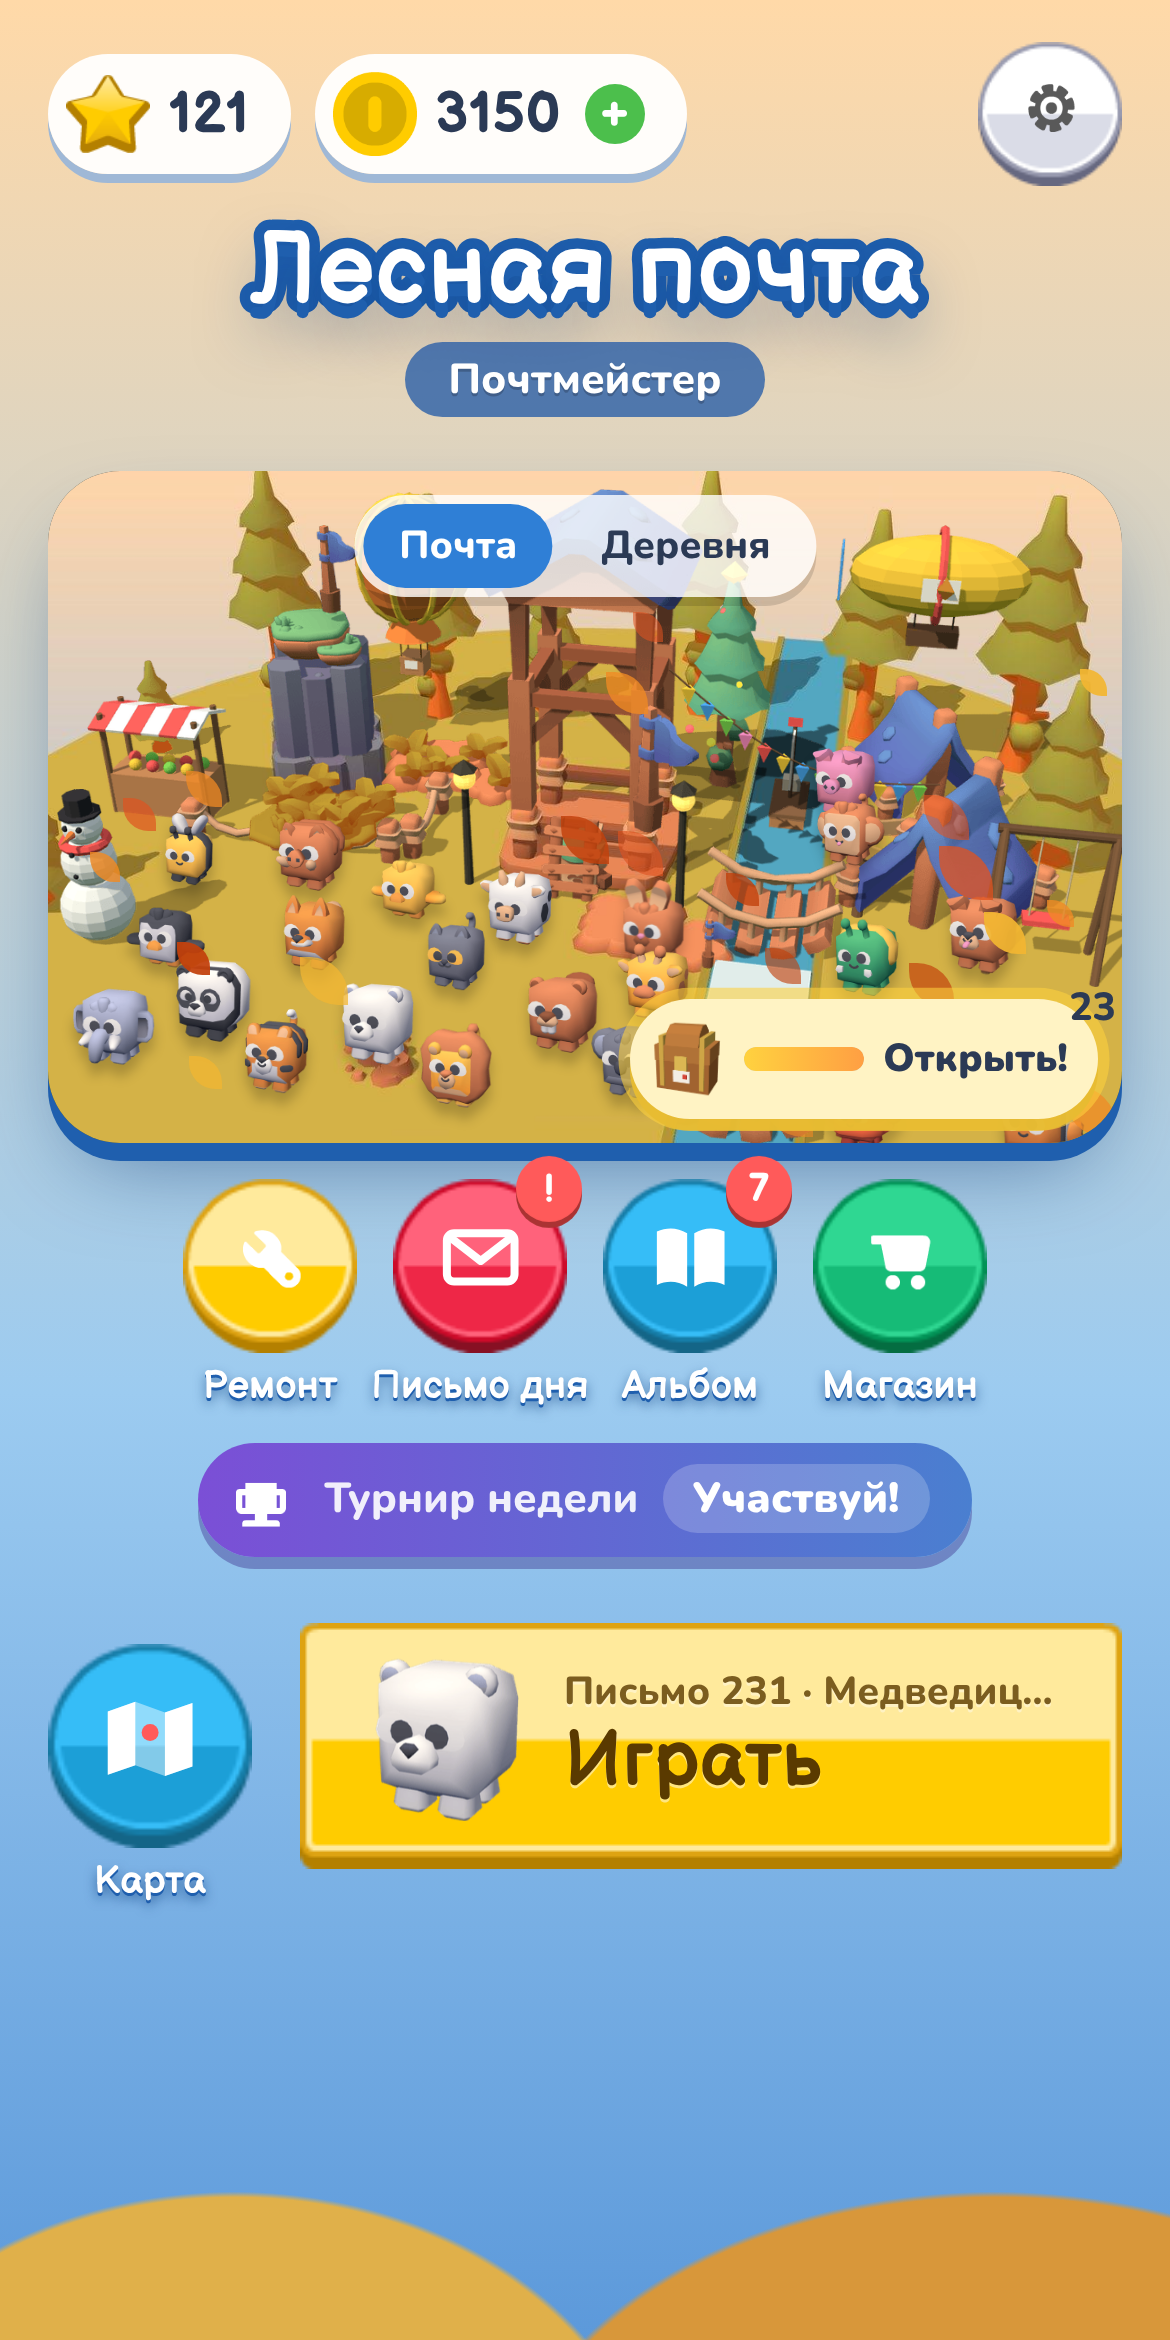 121
3150
Лесная почта
Почтмейстер
Почта
Деревня
23
Открыть!
!
7
Ремонт
Письмо дня
Альбом
Магазин
Турнир недели
Участвуй!
Письмо 231 · Медведиц...
Играть
Карта